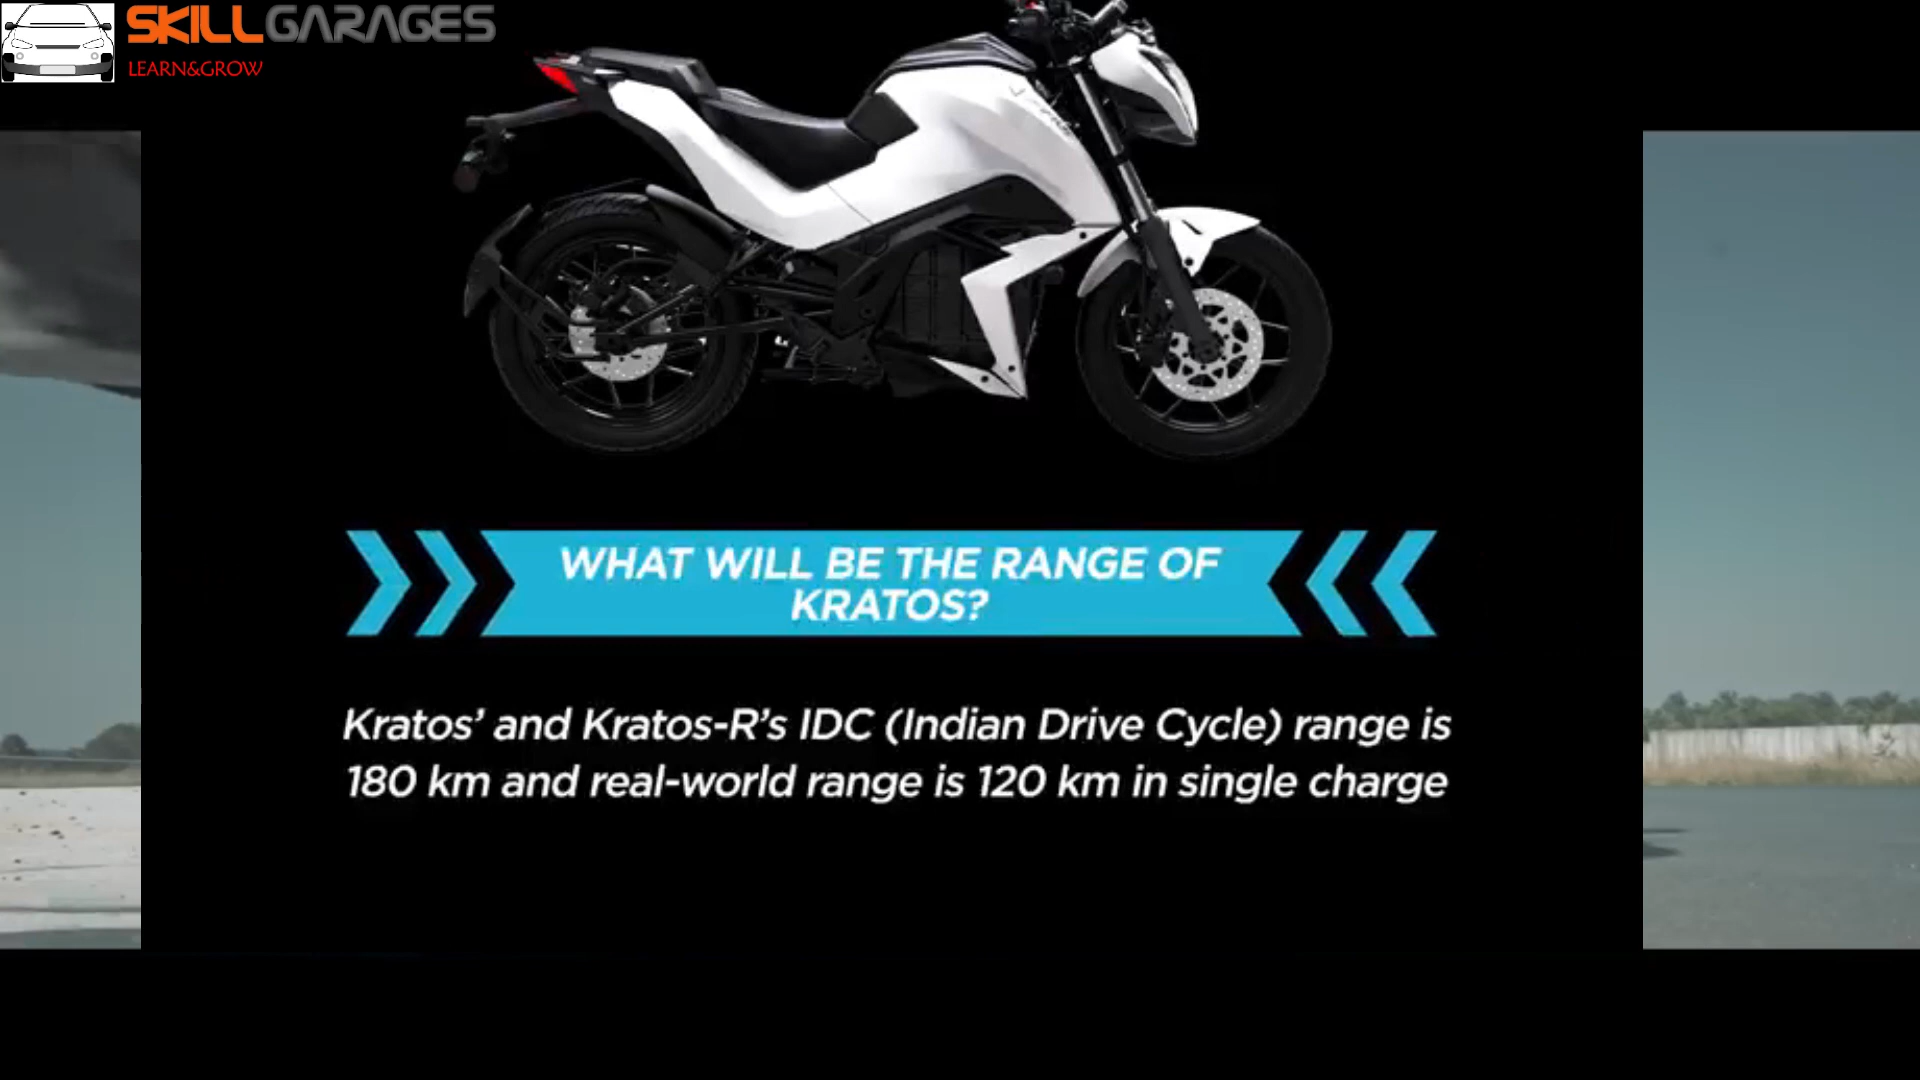 SKILLGARAGES
LEARN&GROW
WHAT WILL BE THE RANGE OF
KRATOS?
Kratos' and Kratos-R's IDC (Indian Drive Cycle) range is
180 km and real-world range is 120 km in single charge